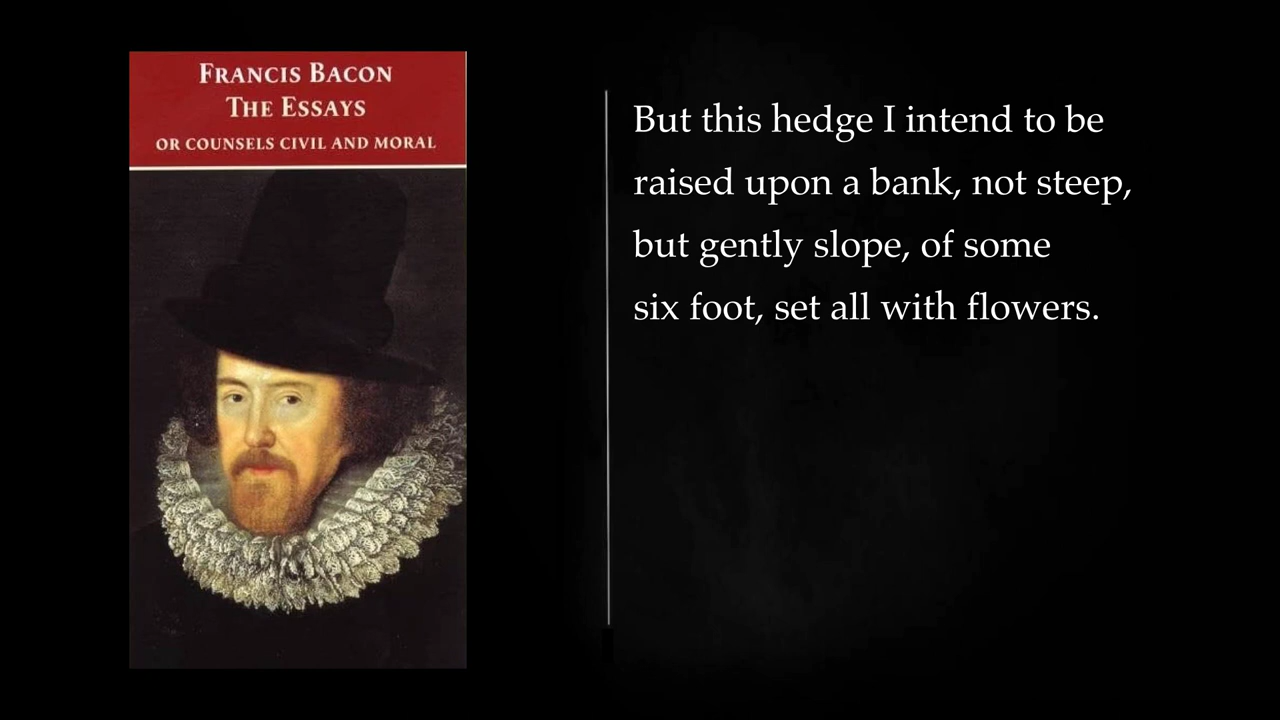 FRANCIS BACON
THE ESSAYS
OR COUNSELS CIVIL AND MORAL
But this hedge I intend to be
raised upon a bank, not steep,
but gently slope, of some
six foot, set all with flowers.